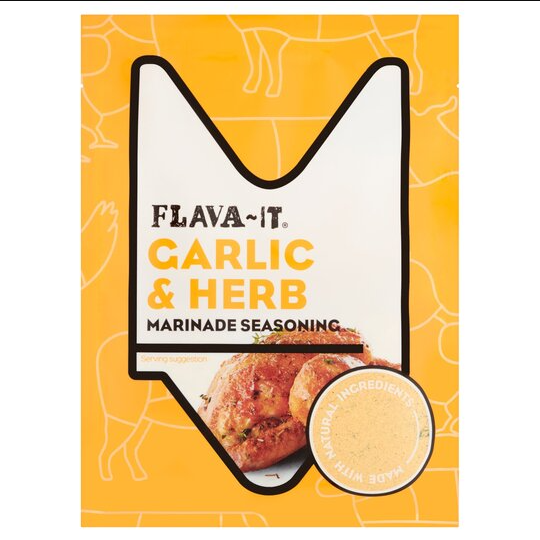 FLAVA~IT®
GARLIC
& HERB
MARINADE SEASONING
Serving suggestion
MADE WITH NATURAL INGREDIENTS